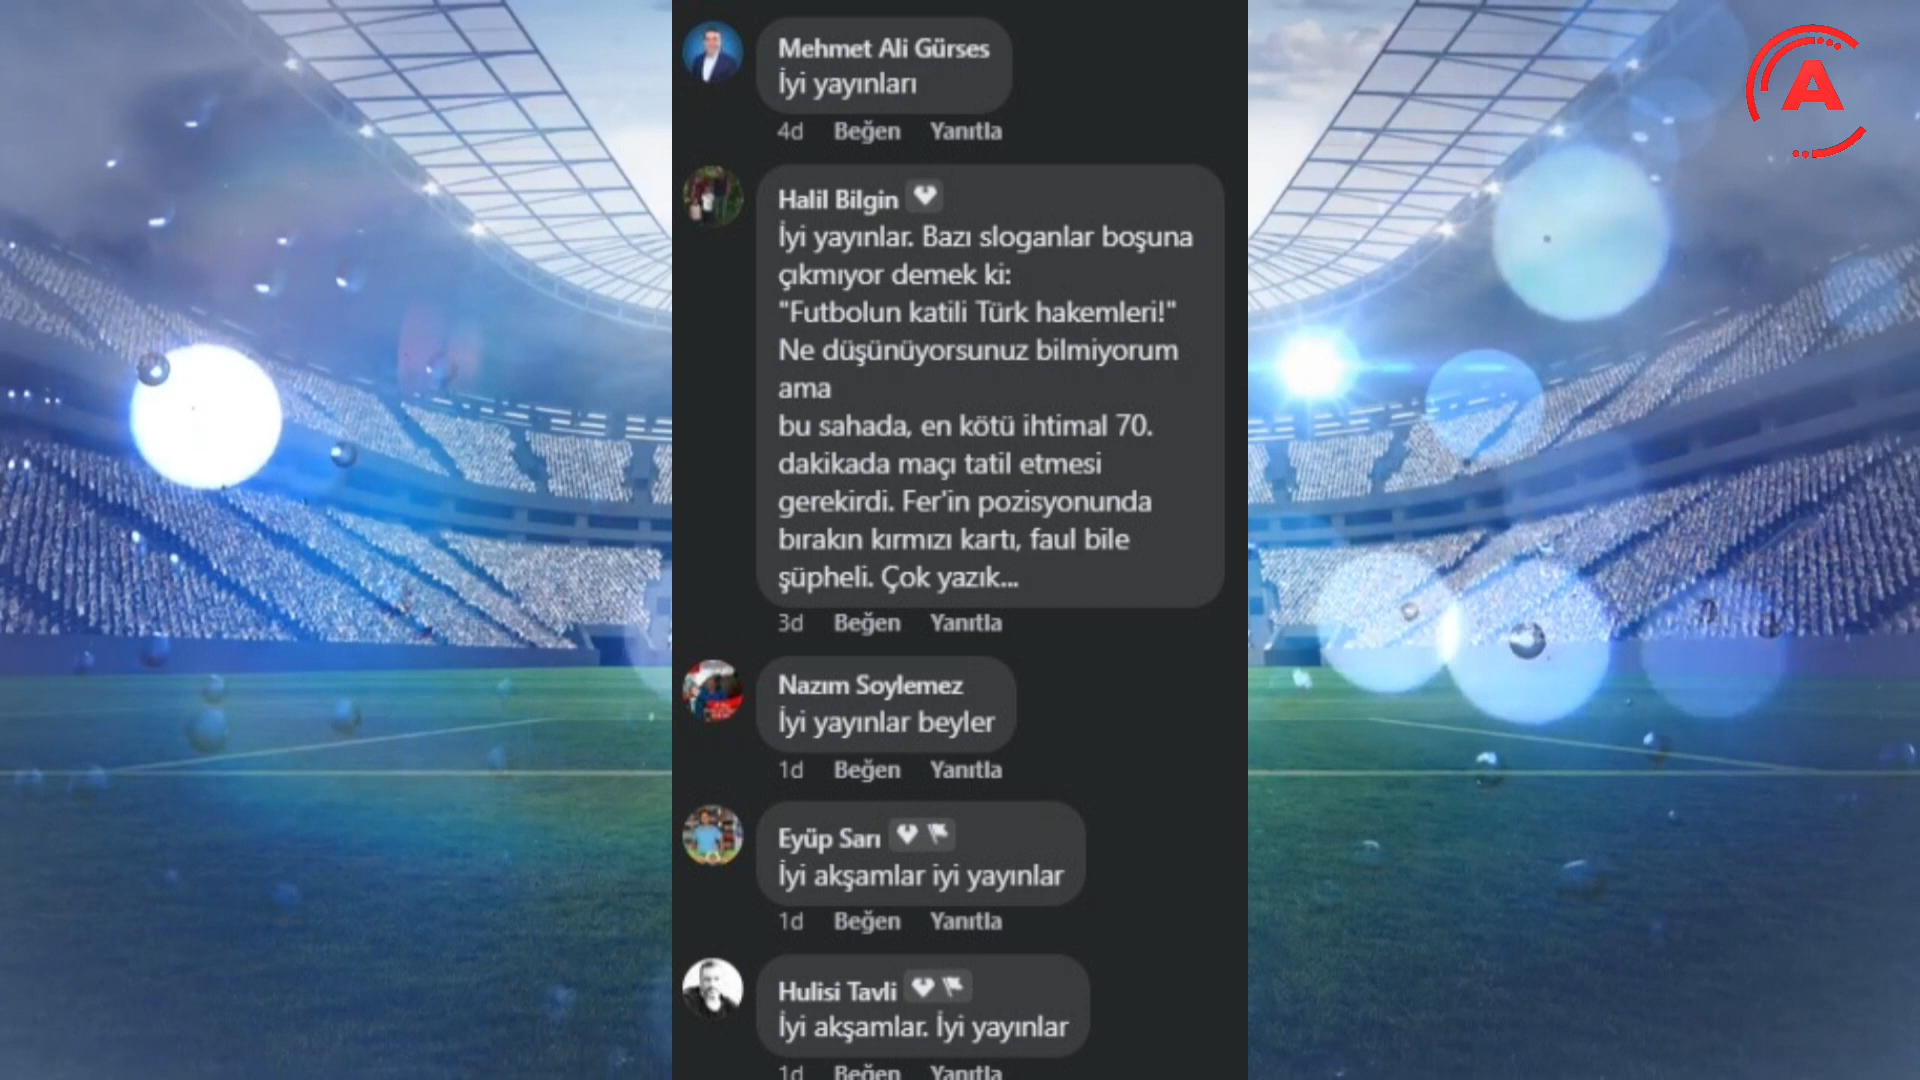 A
Mehmet Ali Gürses
İyi yayınları
4d Beğen Yanıtla
Halil Bilgin
İyi yayınlar. Bazı sloganlar boşuna
çıkmıyor demek ki:
"Futbolun katili Türk hakemleri!"
Ne düşünüyorsunuz bilmiyorum
ama
bu sahada, en kötü ihtimal 70.
dakikada maçı tatil etmesi
gerekirdi. Fer'in pozisyonunda
bırakın kırmızı kartı, faul bile
şüpheli. Çok yazık...
3d Beğen Yanıtla
Nazım Soylemez
İyi yayınlar beyler
1d Beğen Yanıtla
Eyüp Sarı
İyi akşamlar iyi yayınlar
1d Beğen Yanıtla
Hulisi Tavli
İyi akşamlar. İyi yayınlar
1d Beğen Yanıtla